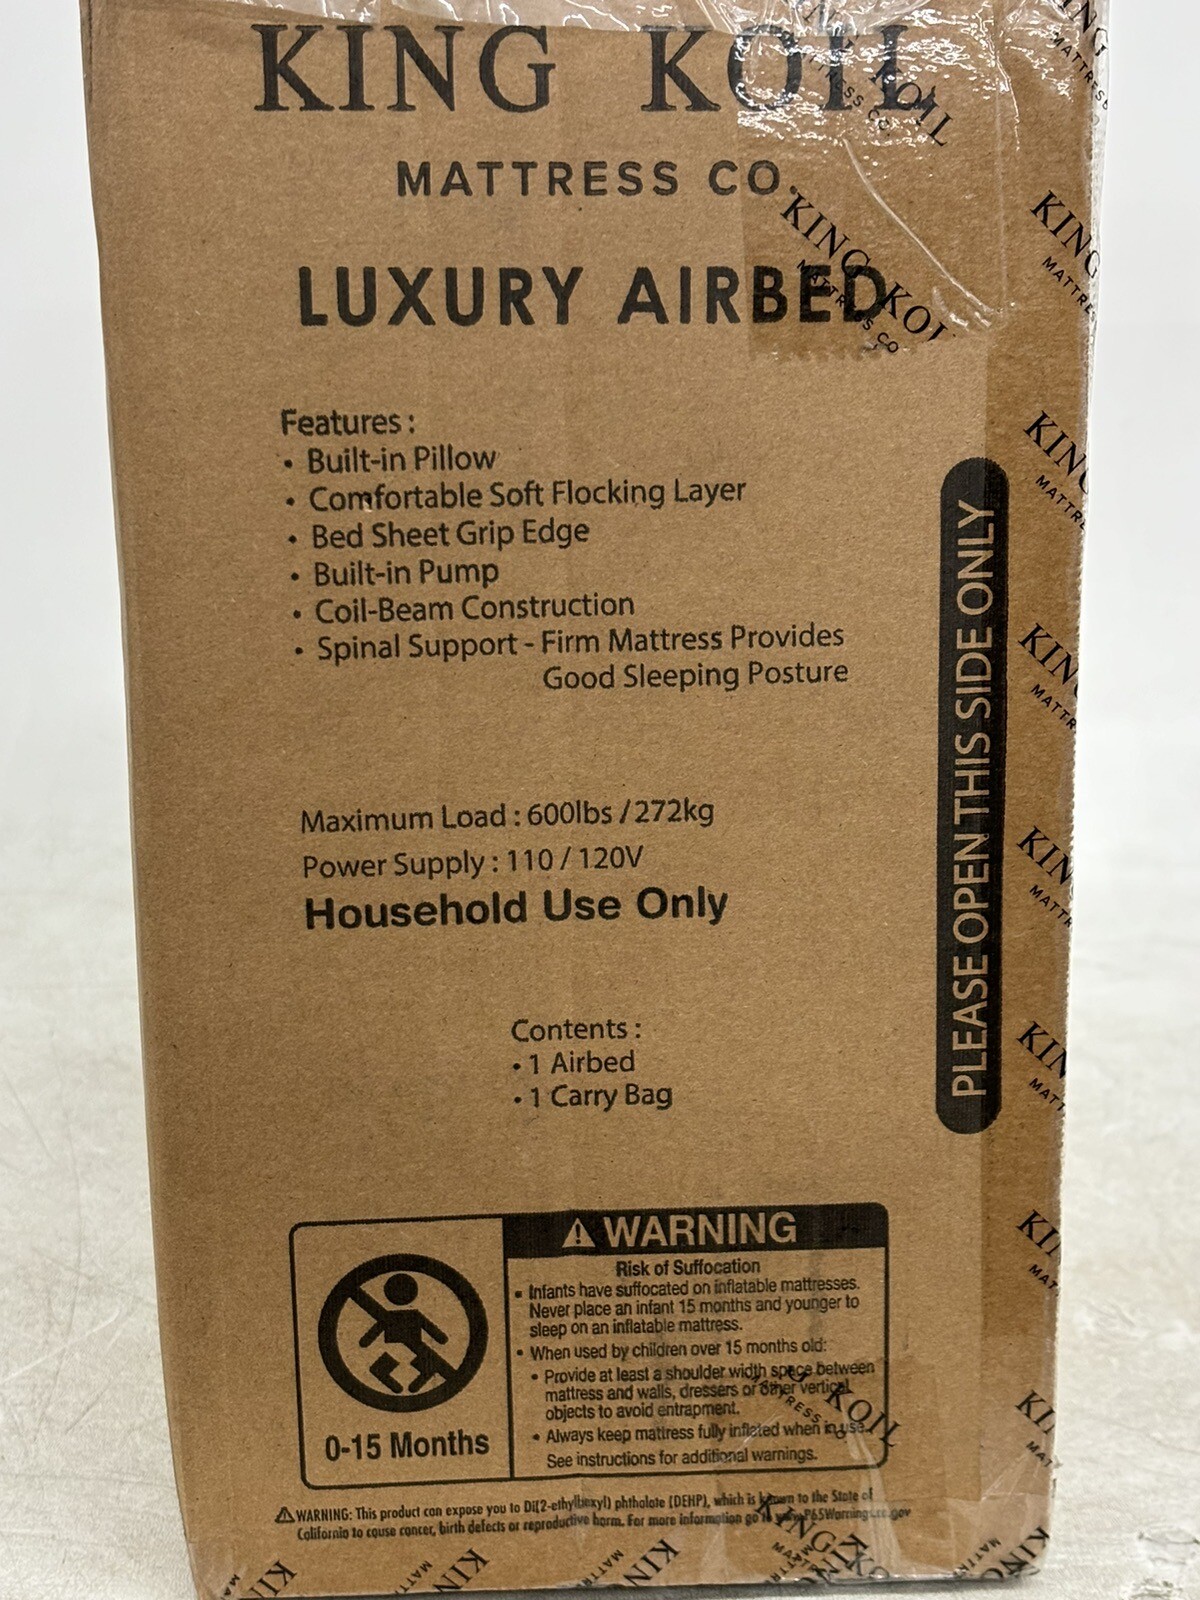 KING KOIL
MATTRESS CO.
LUXURY AIRBED
Features :
• Built-in Pillow
• Comfortable Soft Flocking Layer
• Bed Sheet Grip Edge
• Built-in Pump
• Coil-Beam Construction
• Spinal Support - Firm Mattress Provides
Good Sleeping Posture
Maximum Load : 600lbs / 272kg
Power Supply : 110 / 120V
Household Use Only
Contents :
• 1 Airbed
• 1 Carry Bag
PLEASE OPEN THIS SIDE ONLY
⚠WARNING
Risk of Suffocation
• Infants have suffocated on inflatable mattresses.
Never place an infant 15 months and younger to
sleep on an inflatable mattress.
• When used by children over 15 months old:
• Provide at least a shoulder width space between
mattress and walls, dressers or other vertical
objects to avoid entrapment.
• Always keep mattress fully inflated when in use.
See instructions for additional warnings.
0-15 Months
⚠WARNING: This product can expose you to Di(2-ethylhexyl) phthalate (DEHP), which is known to the State of
California to cause cancer, birth defects or reproductive harm. For more information go to www.P65Warnings.ca.gov
KING KOIL
MATTRESS CO